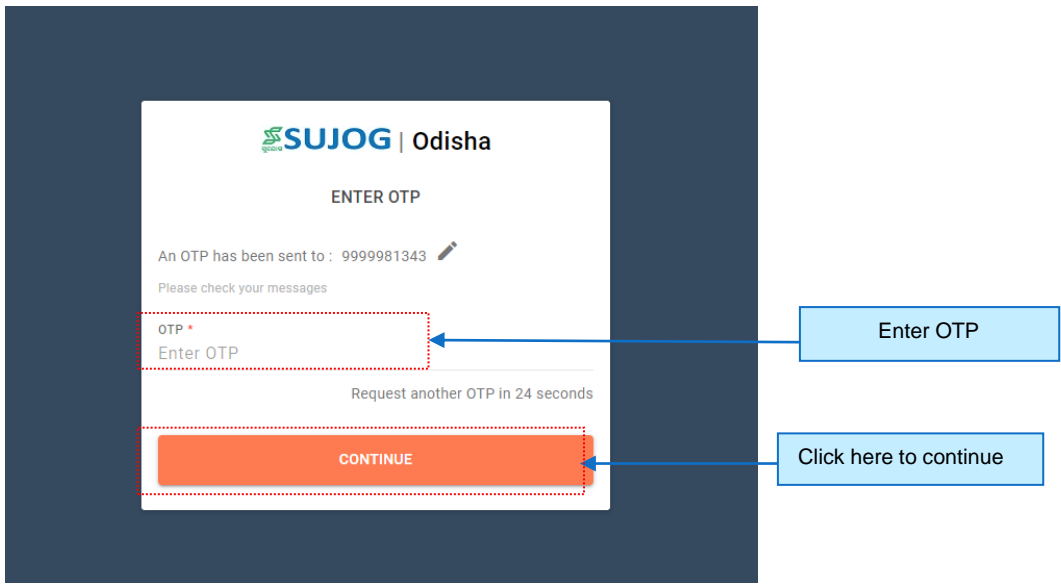 SUJOG | Odisha
ENTER OTP
An OTP has been sent to : 9999981343
Please check your messages
OTP *
Enter OTP
Enter OTP
Request another OTP in 24 seconds
CONTINUE
Click here to continue